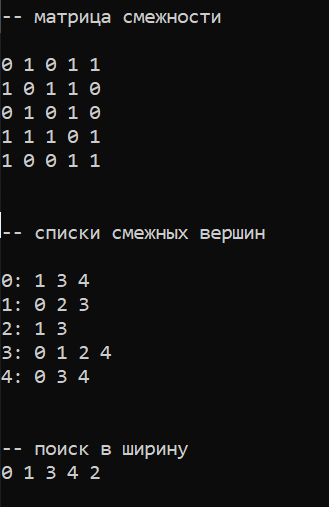 -- матрица смежности
0 1 0 1 1
1 0 1 1 0
0 1 0 1 0
1 1 1 0 1
1 0 0 1 1
-- списки смежных вершин
0: 1 3 4
1: 0 2 3
2: 1 3
3: 0 1 2 4
4: 0 3 4
-- поиск в ширину
0 1 3 4 2